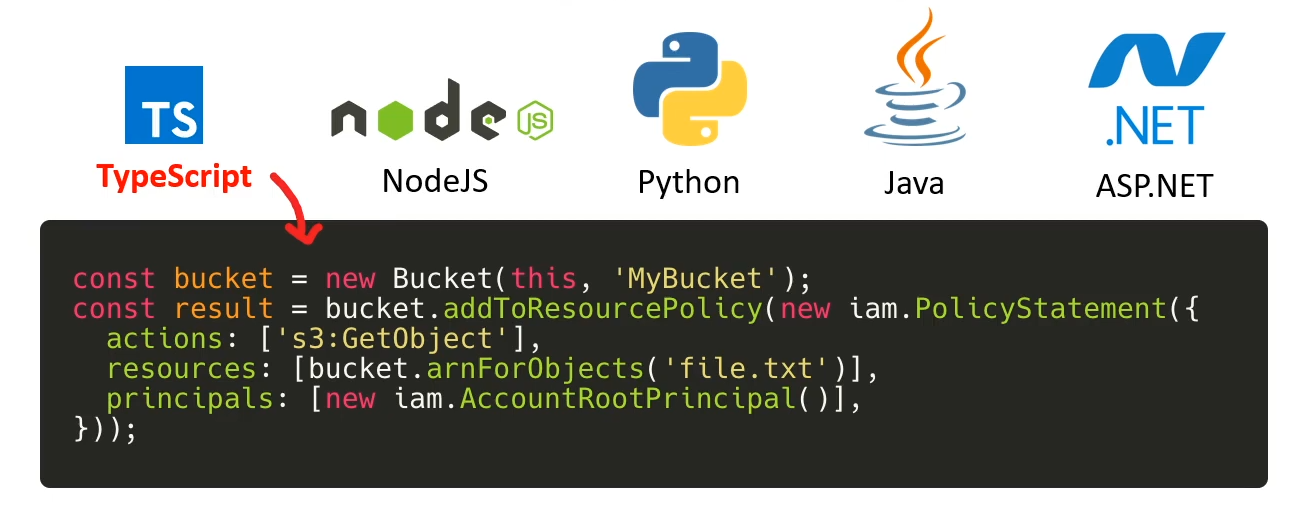 TS
node
JS
.NET
TypeScript
NodeJS
Python
Java
ASP.NET
const bucket = new Bucket(this, 'MyBucket');
const result = bucket.addToResourcePolicy(new iam.PolicyStatement({
  actions: ['s3:GetObject'],
  resources: [bucket.arnForObjects('file.txt')],
  principals: [new iam.AccountRootPrincipal()],
}));